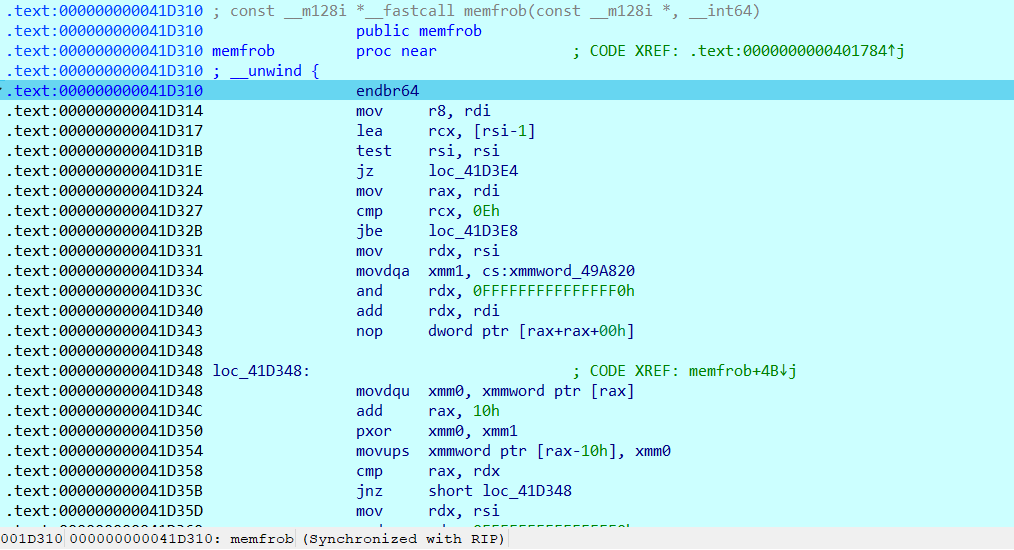 .text:000000000041D310 ; const __m128i *__fastcall memfrob(const __m128i *, __int64)
.text:000000000041D310 public memfrob
.text:000000000041D310 memfrob proc near ; CODE XREF: .text:0000000000401784↑j
.text:000000000041D310 ; __unwind {
.text:000000000041D310 endbr64
.text:000000000041D314 mov r8, rdi
.text:000000000041D317 lea rcx, [rsi-1]
.text:000000000041D31B test rsi, rsi
.text:000000000041D31E jz loc_41D3E4
.text:000000000041D324 mov rax, rdi
.text:000000000041D327 cmp rcx, 0Eh
.text:000000000041D32B jbe loc_41D3E8
.text:000000000041D331 mov rdx, rsi
.text:000000000041D334 movdqa xmm1, cs:xmmword_49A820
.text:000000000041D33C and rdx, 0FFFFFFFFFFFFFFF0h
.text:000000000041D340 add rdx, rdi
.text:000000000041D343 nop dword ptr [rax+rax+00h]
.text:000000000041D348
.text:000000000041D348 loc_41D348: ; CODE XREF: memfrob+4B↓j
.text:000000000041D348 movdqu xmm0, xmmword ptr [rax]
.text:000000000041D34C add rax, 10h
.text:000000000041D350 pxor xmm0, xmm1
.text:000000000041D354 movups xmmword ptr [rax-10h], xmm0
.text:000000000041D358 cmp rax, rdx
.text:000000000041D35B jnz short loc_41D348
.text:000000000041D35D mov rdx, rsi
001D310 000000000041D310: memfrob (Synchronized with RIP)